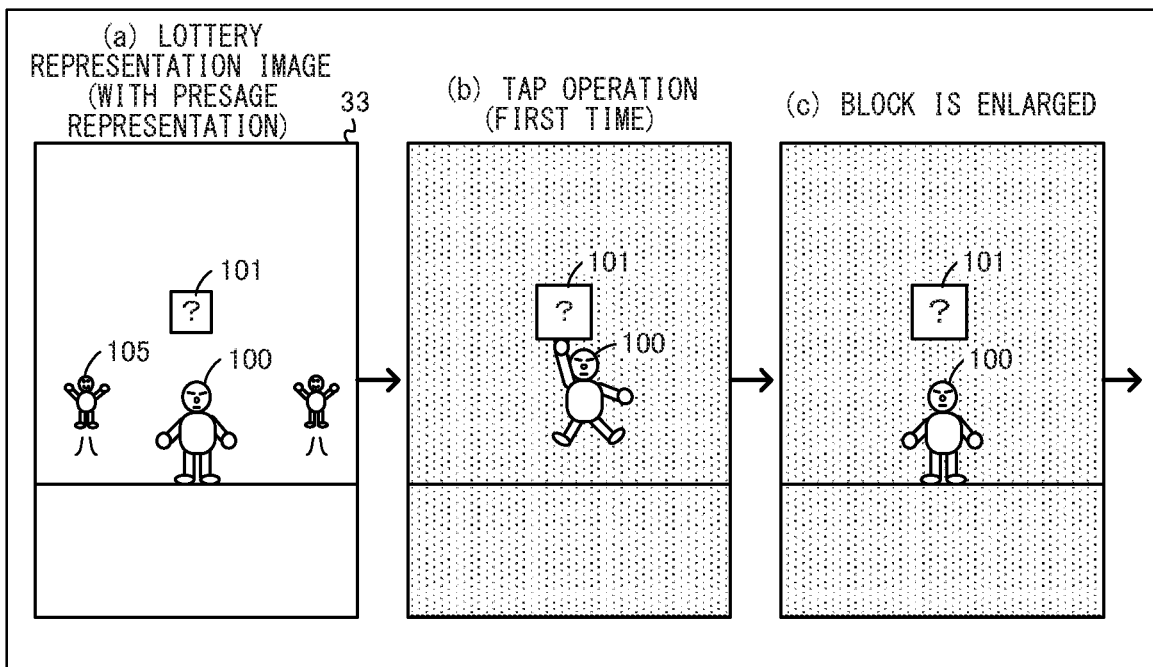 (a) LOTTERY
REPRESENTATION IMAGE
(WITH PRESAGE
REPRESENTATION)
33
101
?
105
100
(b) TAP OPERATION
(FIRST TIME)
101
?
100
(c) BLOCK IS ENLARGED
101
?
100